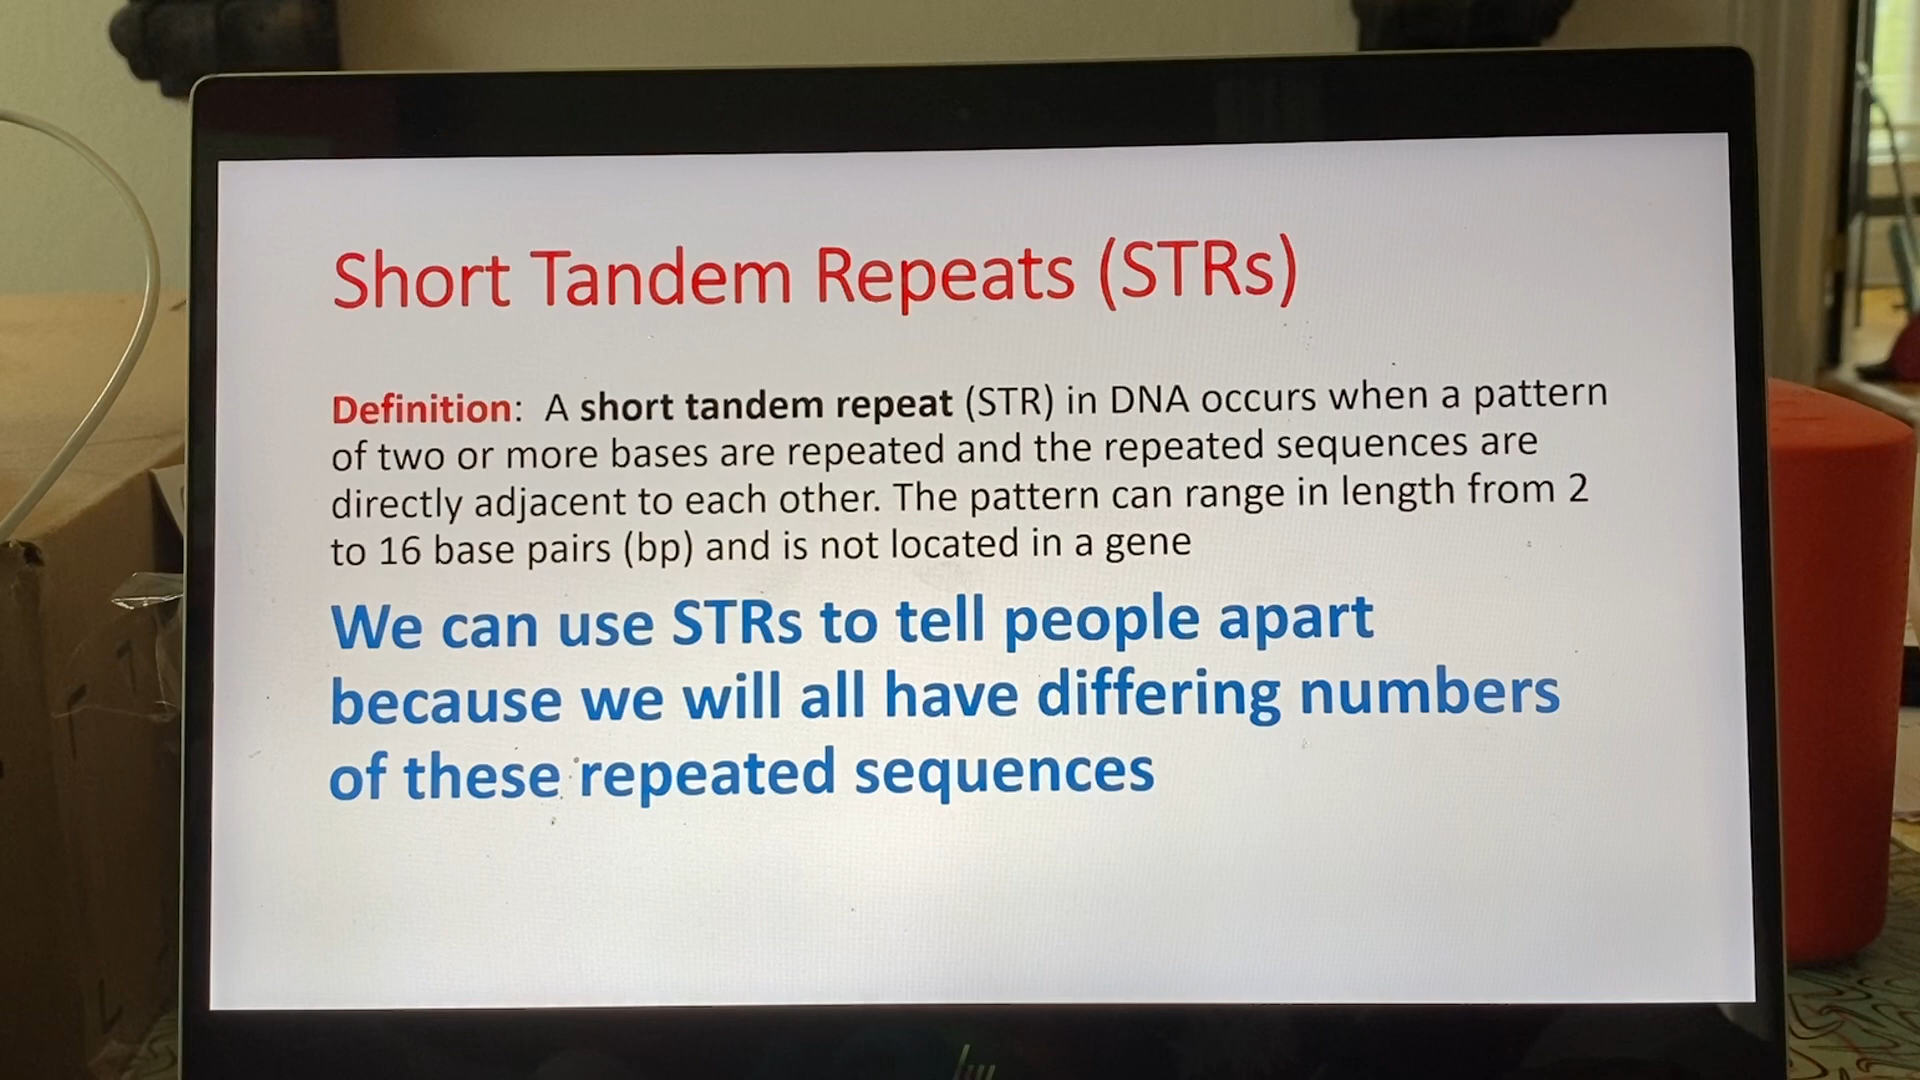 Short Tandem Repeats (STRs)
Definition: A short tandem repeat (STR) in DNA occurs when a pattern
of two or more bases are repeated and the repeated sequences are
directly adjacent to each other. The pattern can range in length from 2
to 16 base pairs (bp) and is not located in a gene
We can use STRs to tell people apart
because we will all have differing numbers
of these repeated sequences
hp